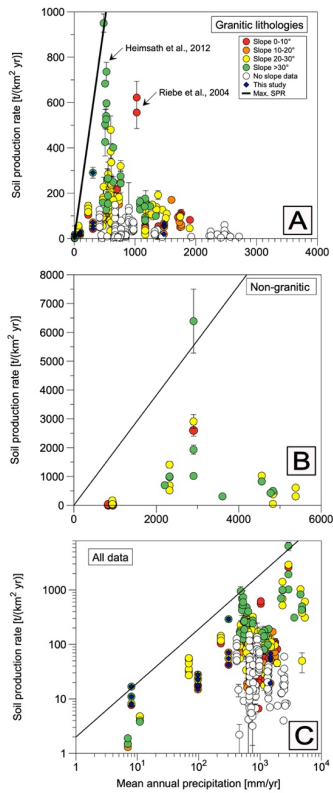 Granitic lithologies
Slope 0-10°
Slope 10-20°
Slope 20-30°
Slope >30°
No slope data
This study
Max. SPR
Heimsath et al., 2012
Riebe et al., 2004
Soil production rate [t/(km² yr)]
1000
800
600
400
200
0
0 1000 2000 3000 4000
A
Non-granitic
Soil production rate [t/(km² yr)]
8000
7000
6000
5000
4000
3000
2000
1000
0
0 2000 4000 6000
B
All data
Soil production rate [t/(km² yr)]
1000
100
10
1
1 10¹ 10² 10³ 10⁴
C
Mean annual precipitation [mm/yr]